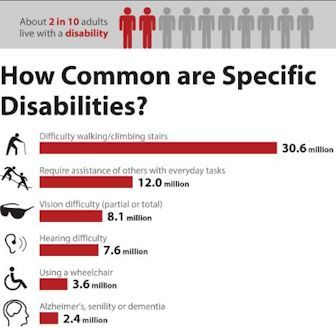 About 2 in 10 adults
live with a disability
How Common are Specific
Disabilities?
Difficulty walking/climbing stairs
30.6 million
Require assistance of others with everyday tasks
12.0 million
Vision difficulty (partial or total)
8.1 million
Hearing difficulty
7.6 million
Using a wheelchair
3.6 million
Alzheimer's, senility or dementia
2.4 million